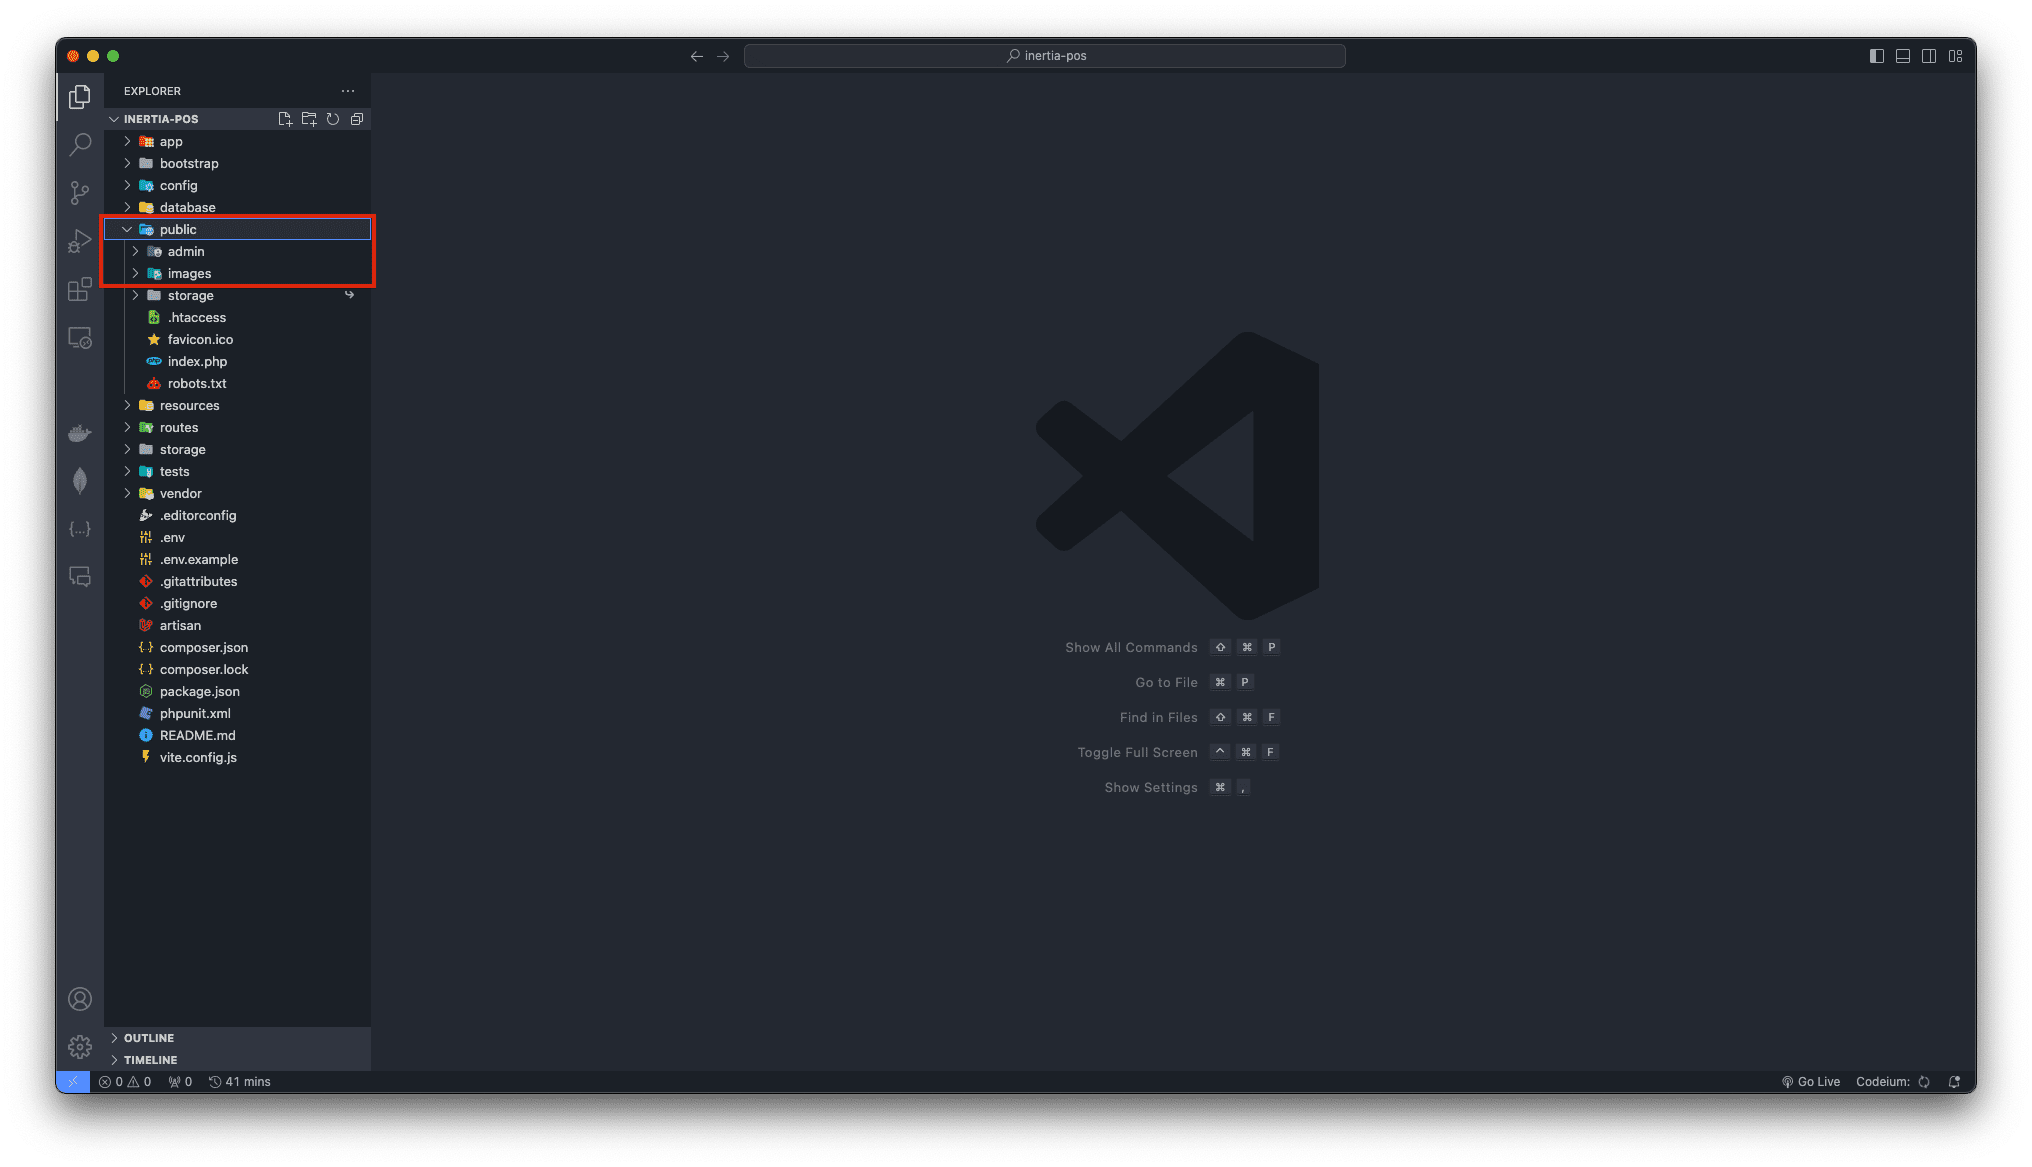 inertia-pos
EXPLORER
INERTIA-POS
app
bootstrap
config
database
public
admin
images
storage
.htaccess
favicon.ico
index.php
robots.txt
resources
routes
storage
tests
vendor
.editorconfig
.env
.env.example
.gitattributes
.gitignore
artisan
composer.json
composer.lock
package.json
phpunit.xml
README.md
vite.config.js
OUTLINE
TIMELINE
Show All Commands ⇧ ⌘ P
Go to File ⌘ P
Find in Files ⇧ ⌘ F
Toggle Full Screen ^ ⌘ F
Show Settings ⌘ ,
0 0 0 41 mins Go Live Codeium: